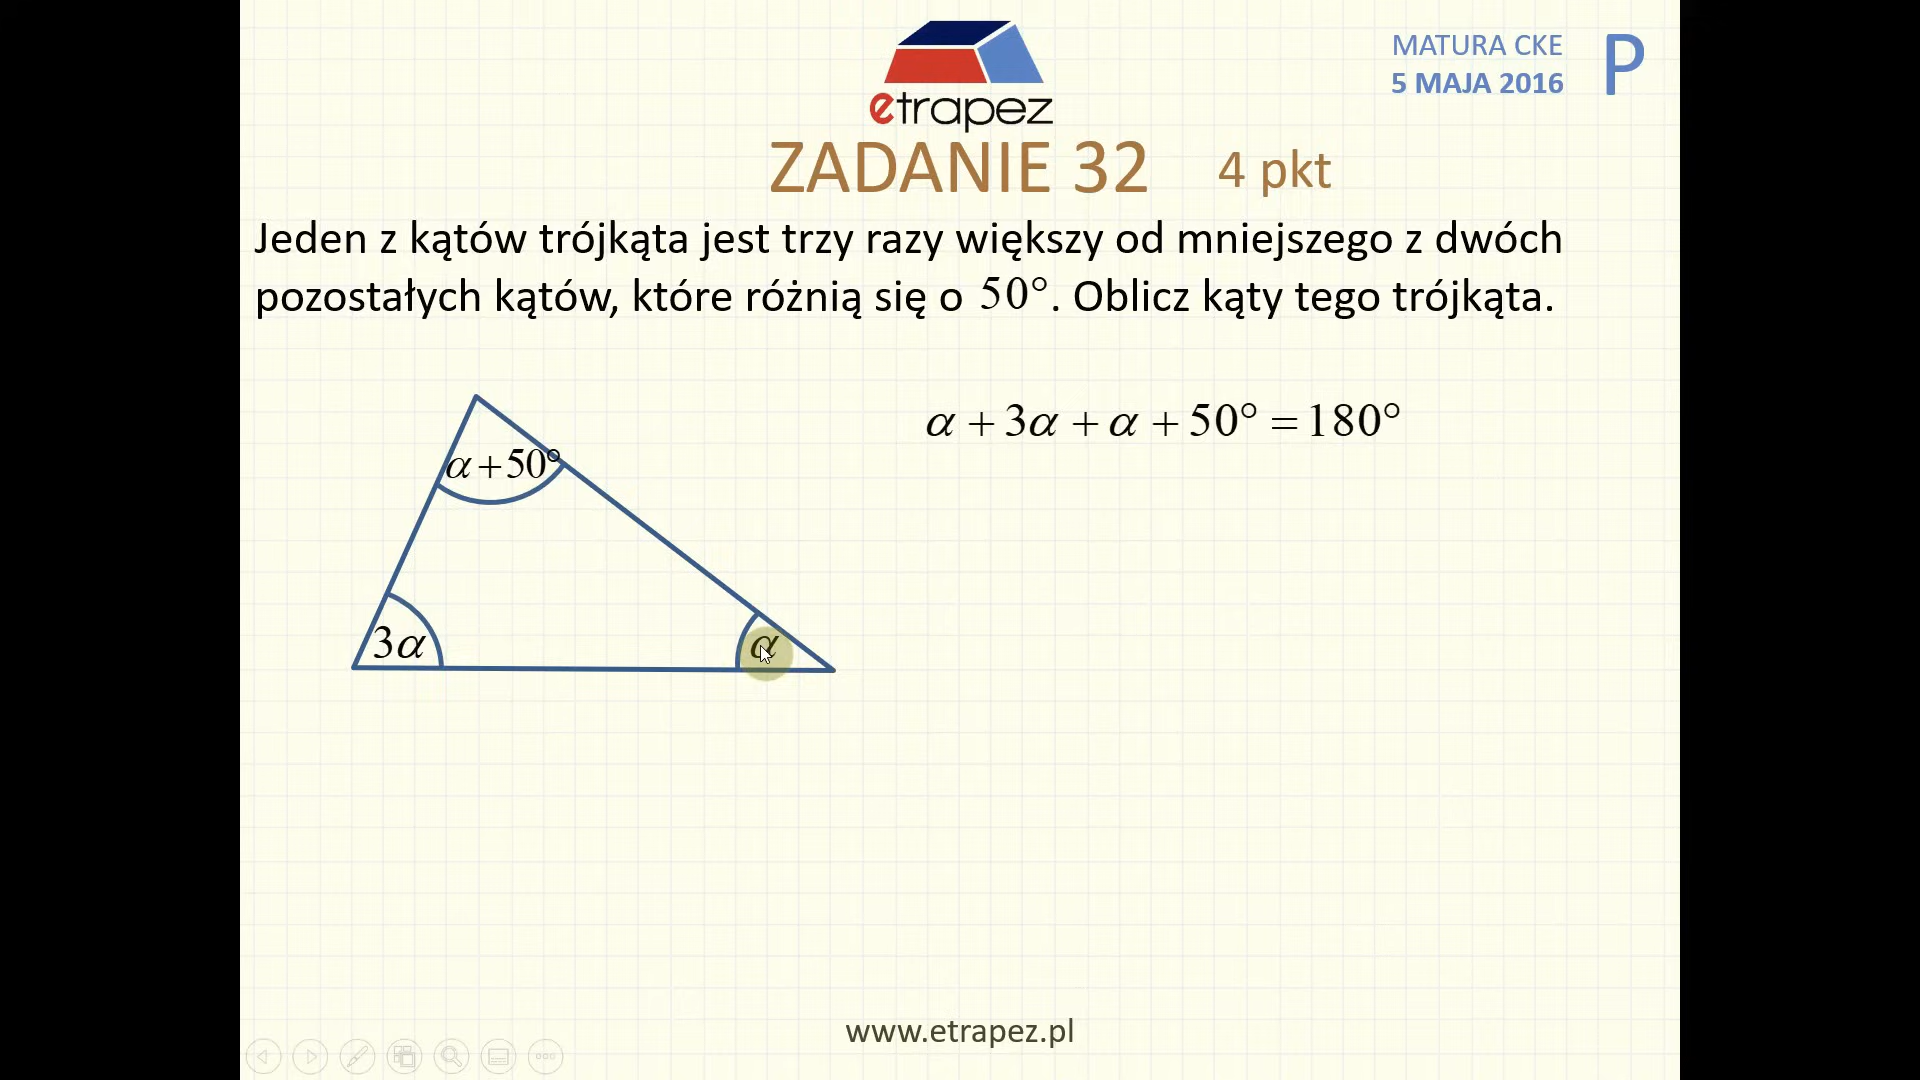 etrapez
MATURA CKE
5 MAJA 2016
P
ZADANIE 32 4 pkt
Jeden z kątów trójkąta jest trzy razy większy od mniejszego z dwóch
pozostałych kątów, które różnią się o 50°. Oblicz kąty tego trójkąta.
α + 3α + α + 50° = 180°
α + 50°
3α
α
www.etrapez.pl